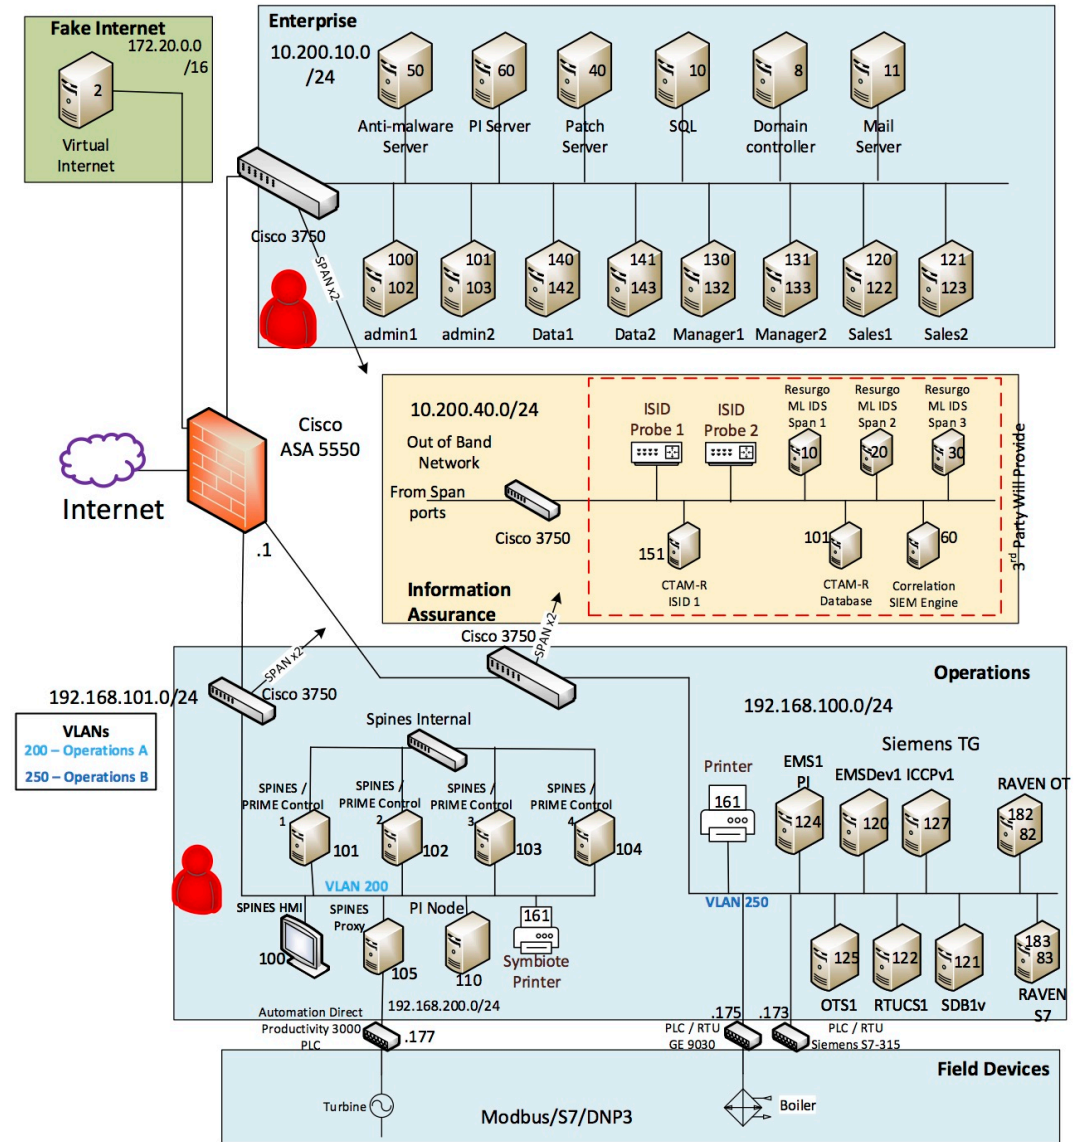 Fake Internet
172.20.0.0
/16
2
Virtual
Internet
Enterprise
10.200.10.0
/24
50
60
40
10
8
11
Anti-malware
Server
PI Server
Patch
Server
SQL
Domain
controller
Mail
Server
Cisco 3750
SPAN x2
100
102
101
103
140
142
141
143
130
132
131
133
120
122
121
123
admin1
admin2
Data1
Data2
Manager1
Manager2
Sales1
Sales2
Cisco
ASA 5550
Internet
.1
10.200.40.0/24
Out of Band
Network
From Span
ports
Cisco 3750
Information
Assurance
ISID
Probe 1
ISID
Probe 2
Resurgo
ML IDS
Span 1
10
Resurgo
ML IDS
Span 2
20
Resurgo
ML IDS
Span 3
30
151
CTAM-R
ISID 1
101
CTAM-R
Database
60
Correlation
SIEM Engine
3rd Party Will Provide
Cisco 3750
SPAN x2
SPAN x2
192.168.101.0/24
Cisco 3750
VLANs
200 – Operations A
250 – Operations B
Operations
192.168.100.0/24
Siemens TG
Spines Internal
SPINES /
PRIME Control
1
101
SPINES /
PRIME Control
2
102
SPINES /
PRIME Control
3
103
SPINES /
PRIME Control
4
104
VLAN 200
SPINES HMI
100
SPINES
Proxy
105
PI Node
110
161
Symbiote
Printer
192.168.200.0/24
Printer
161
EMS1
PI
124
EMSDev1
120
ICCPv1
127
RAVEN OT
182
82
VLAN 250
125
OTS1
122
RTUCS1
121
SDB1v
183
83
RAVEN
S7
Automation Direct
Productivity 3000
PLC
.177
.175
PLC / RTU
GE 9030
.173
PLC / RTU
Siemens S7-315
Field Devices
Turbine
Modbus/S7/DNP3
Boiler